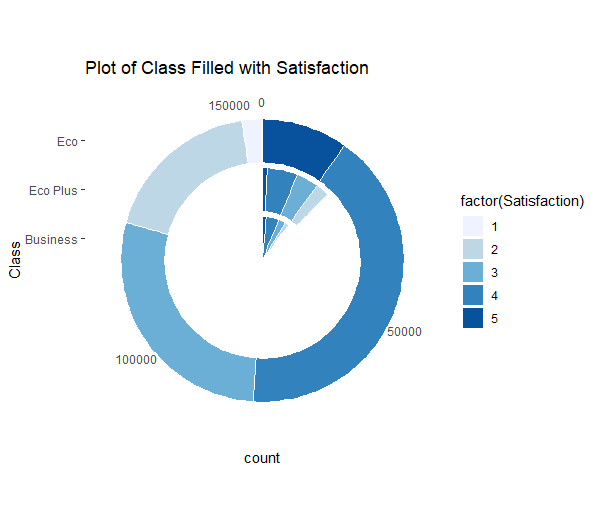 Plot of Class Filled with Satisfaction
150000
0
Eco
Eco Plus
Business
Class
50000
100000
count
factor(Satisfaction)
1
2
3
4
5